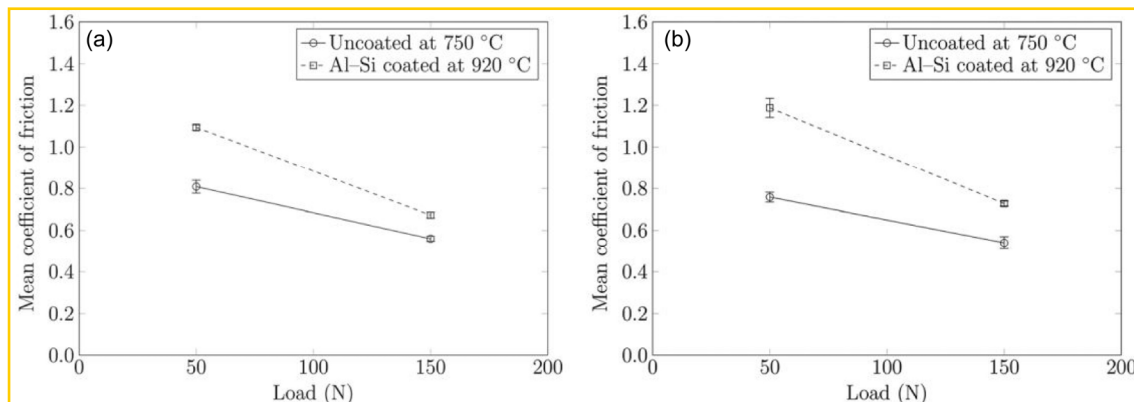 (a)
Uncoated at 750 °C
Al–Si coated at 920 °C
Mean coefficient of friction
1.6
1.4
1.2
1.0
0.8
0.6
0.4
0.2
0.0
0
50
100
150
200
Load (N)
(b)
Uncoated at 750 °C
Al–Si coated at 920 °C
Mean coefficient of friction
1.6
1.4
1.2
1.0
0.8
0.6
0.4
0.2
0.0
0
50
100
150
200
Load (N)